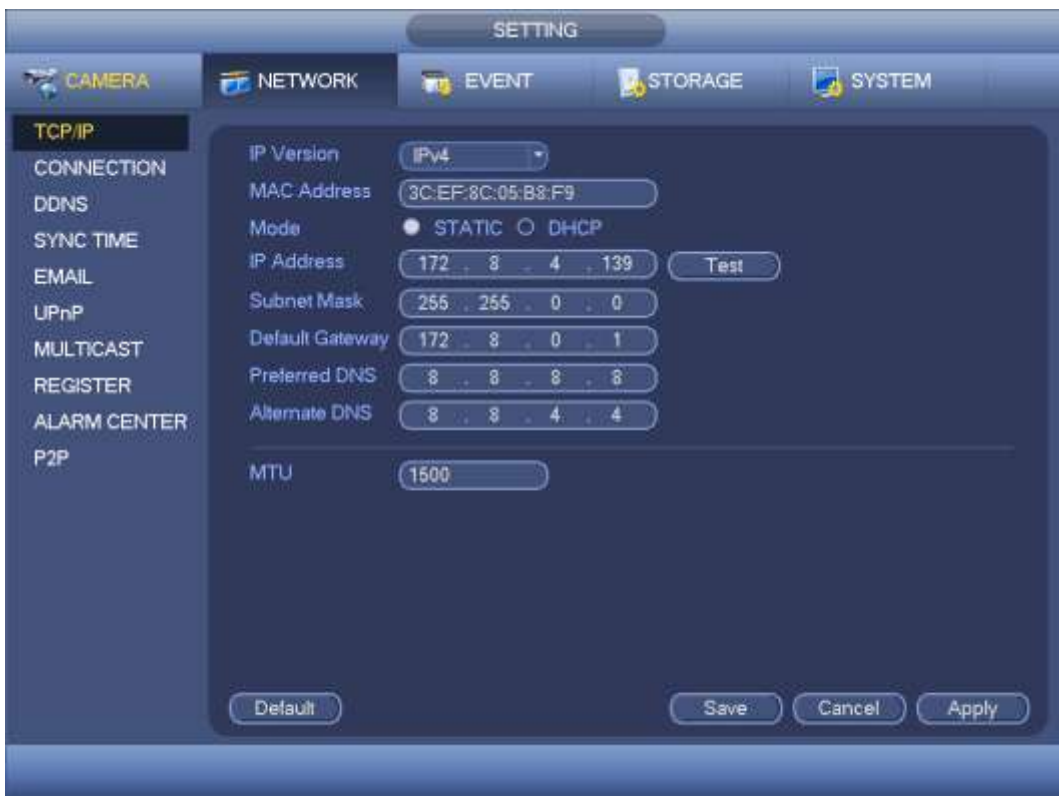 SETTING
CAMERA NETWORK EVENT STORAGE SYSTEM
TCP/IP
CONNECTION
DDNS
SYNC TIME
EMAIL
UPnP
MULTICAST
REGISTER
ALARM CENTER
P2P
IP Version IPv4
MAC Address 3C:EF:8C:05:B8:F9
Mode STATIC DHCP
IP Address 172 . 8 . 4 . 139 Test
Subnet Mask 255 . 255 . 0 . 0
Default Gateway 172 . 8 . 0 . 1
Preferred DNS 8 . 8 . 8 . 8
Alternate DNS 8 . 8 . 4 . 4
MTU 1500
Default Save Cancel Apply